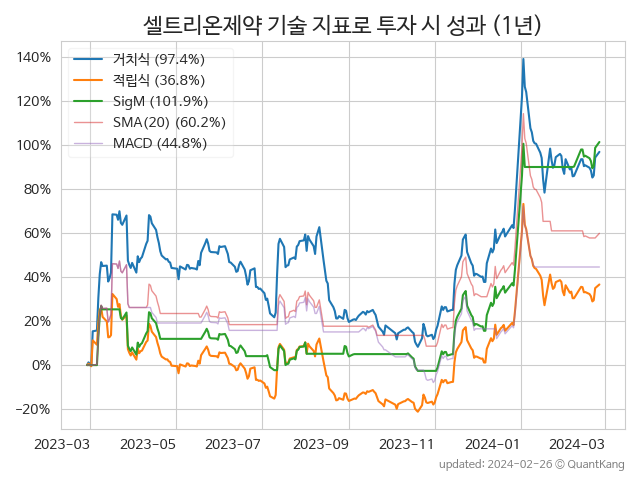 셀트리온제약 기술 지표로 투자 시 성과 (1년)
140%
120%
100%
80%
60%
40%
20%
0%
−20%
거치식 (97.4%)
적립식 (36.8%)
SigM (101.9%)
SMA(20) (60.2%)
MACD (44.8%)
2023-03 2023-05 2023-07 2023-09 2023-11 2024-01 2024-03
updated: 2024-02-26 © QuantKang